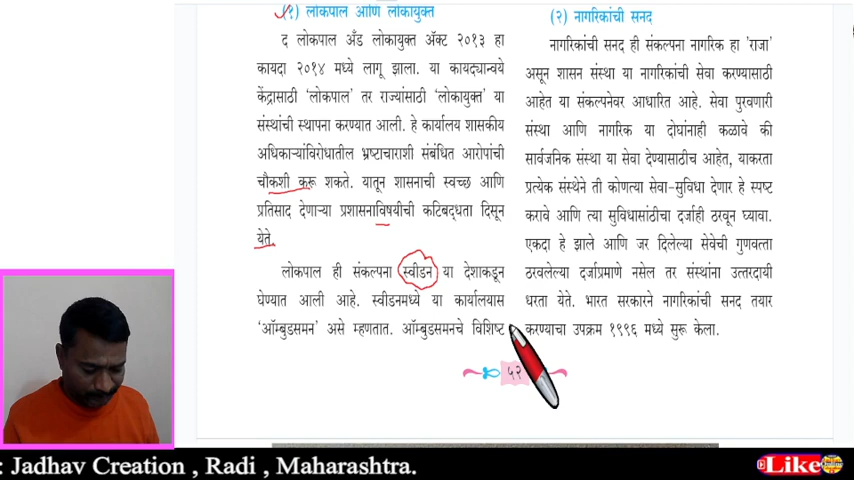 (१) लोकपाल आणि लोकायुक्त
द लोकपाल अँड लोकायुक्त ॲक्ट २०१३ हा
कायदा २०१४ मध्ये लागू झाला. या कायद्यान्वये
केंद्रासाठी 'लोकपाल' तर राज्यांसाठी 'लोकायुक्त' या
संस्थांची स्थापना करण्यात आली. हे कार्यालय शासकीय
अधिकाऱ्यांविरोधातील भ्रष्टाचाराशी संबंधित आरोपांची
चौकशी करू शकते. यातून शासनाची स्वच्छ आणि
प्रतिसाद देणाऱ्या प्रशासनाविषयीची कटिबद्धता दिसून
येते.
लोकपाल ही संकल्पना स्वीडन या देशाकडून
घेण्यात आली आहे. स्वीडनमध्ये या कार्यालयास
'ऑम्बुडसमन' असे म्हणतात. ऑम्बुडसमनचे विशिष्ट
(२) नागरिकांची सनद
नागरिकांची सनद ही संकल्पना नागरिक हा 'राजा'
असून शासन संस्था या नागरिकांची सेवा करण्यासाठी
आहेत या संकल्पनेवर आधारित आहे. सेवा पुरवणारी
संस्था आणि नागरिक या दोघांनाही कळावे की
सार्वजनिक संस्था या सेवा देण्यासाठीच आहेत, याकरता
प्रत्येक संस्थेने ती कोणत्या सेवा-सुविधा देणार हे स्पष्ट
करावे आणि त्या सुविधासांठीचा दर्जाही ठरवून घ्यावा.
एकदा हे झाले आणि जर दिलेल्या सेवेची गुणवत्ता
ठरवलेल्या दर्जाप्रमाणे नसेल तर संस्थांना उत्तरदायी
धरता येते. भारत सरकारने नागरिकांची सनद तयार
करण्याचा उपक्रम १९९६ मध्ये सुरू केला.
५२
: Jadhav Creation , Radi , Maharashtra.
Like